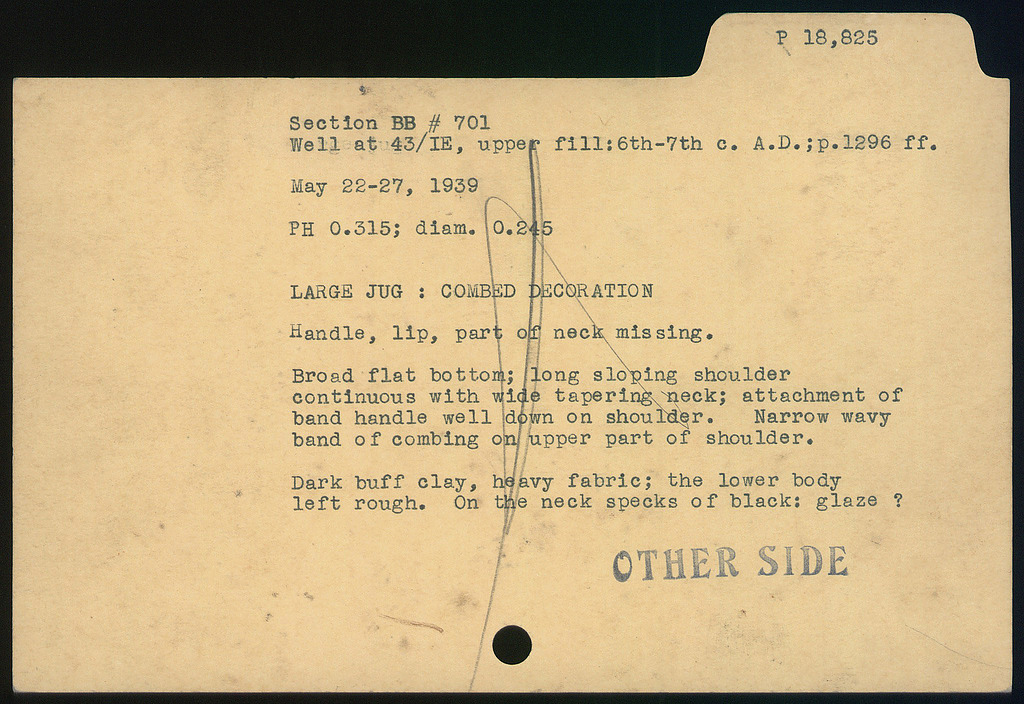 P 18,825
Section BB # 701
Well at 43/IE, upper fill:6th-7th c. A.D.;p.1296 ff.
May 22-27, 1939
PH 0.315; diam. 0.245
LARGE JUG : COMBED DECORATION
Handle, lip, part of neck missing.
Broad flat bottom; long sloping shoulder
continuous with wide tapering neck; attachment of
band handle well down on shoulder. Narrow wavy
band of combing on upper part of shoulder.
Dark buff clay, heavy fabric; the lower body
left rough. On the neck specks of black: glaze ?
OTHER SIDE